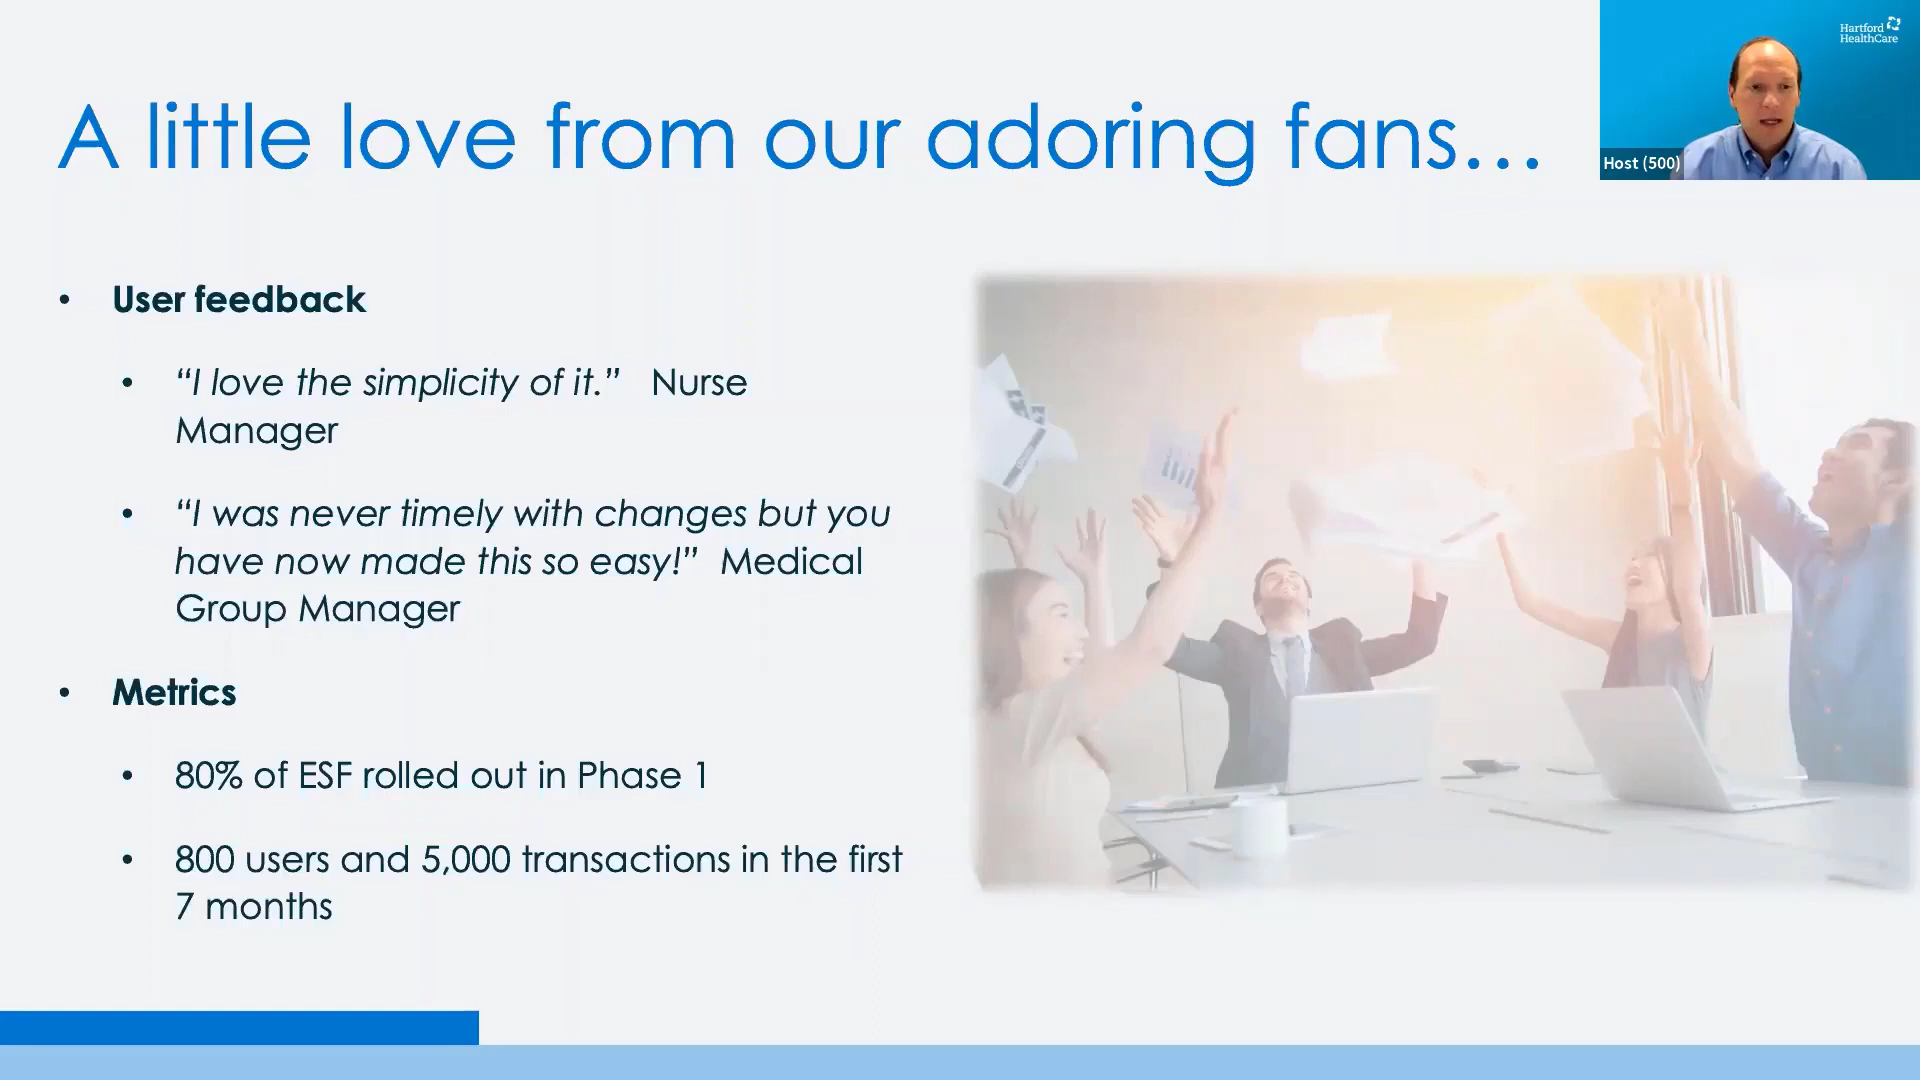 Hartford
HealthCare
A little love from our adoring fans...
Host (500)
• User feedback
• “I love the simplicity of it.” Nurse
Manager
• “I was never timely with changes but you
have now made this so easy!” Medical
Group Manager
• Metrics
• 80% of ESF rolled out in Phase 1
• 800 users and 5,000 transactions in the first
7 months